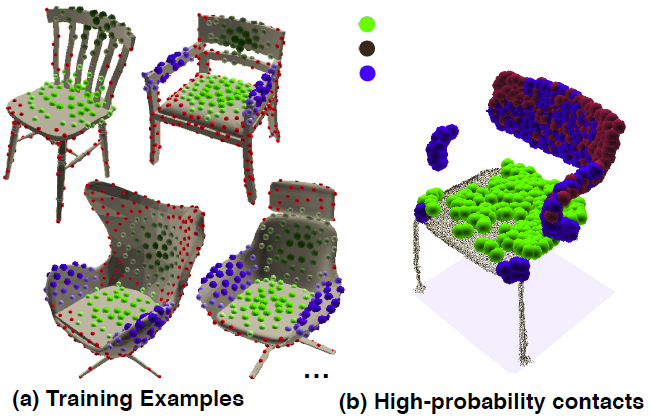 ...
(a) Training Examples
(b) High-probability contacts